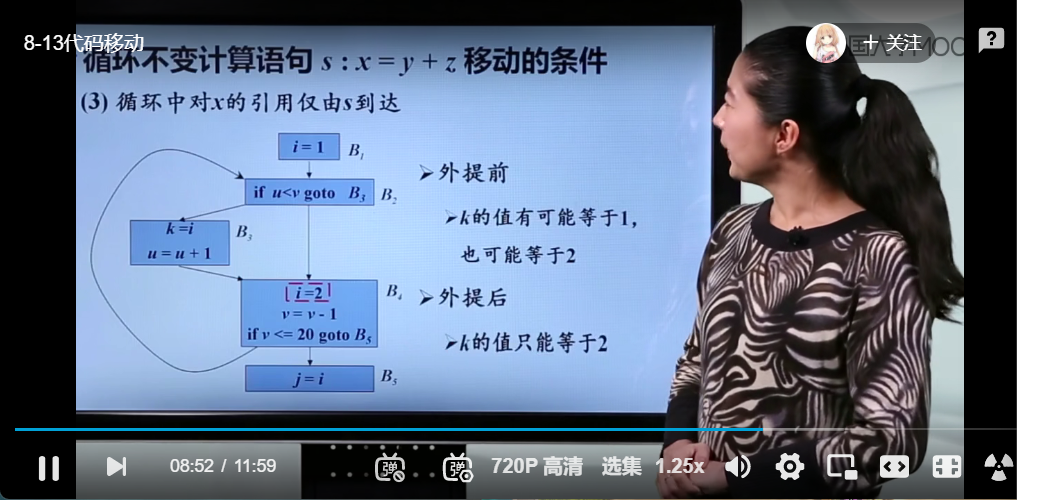 8-13代码移动
关注
循环不变计算语句 s : x = y + z 移动的条件
(3) 循环中对x的引用仅由s到达
i = 1
B1
if u<v goto B3
B2
k =i
u = u + 1
B3
i =2
v = v - 1
if v <= 20 goto B5
B4
j = i
B5
➢外提前
➢k的值有可能等于1，
也可能等于2
➢外提后
➢k的值只能等于2
08:52 / 11:59
弹
弹
720P 高清
选集
1.25x